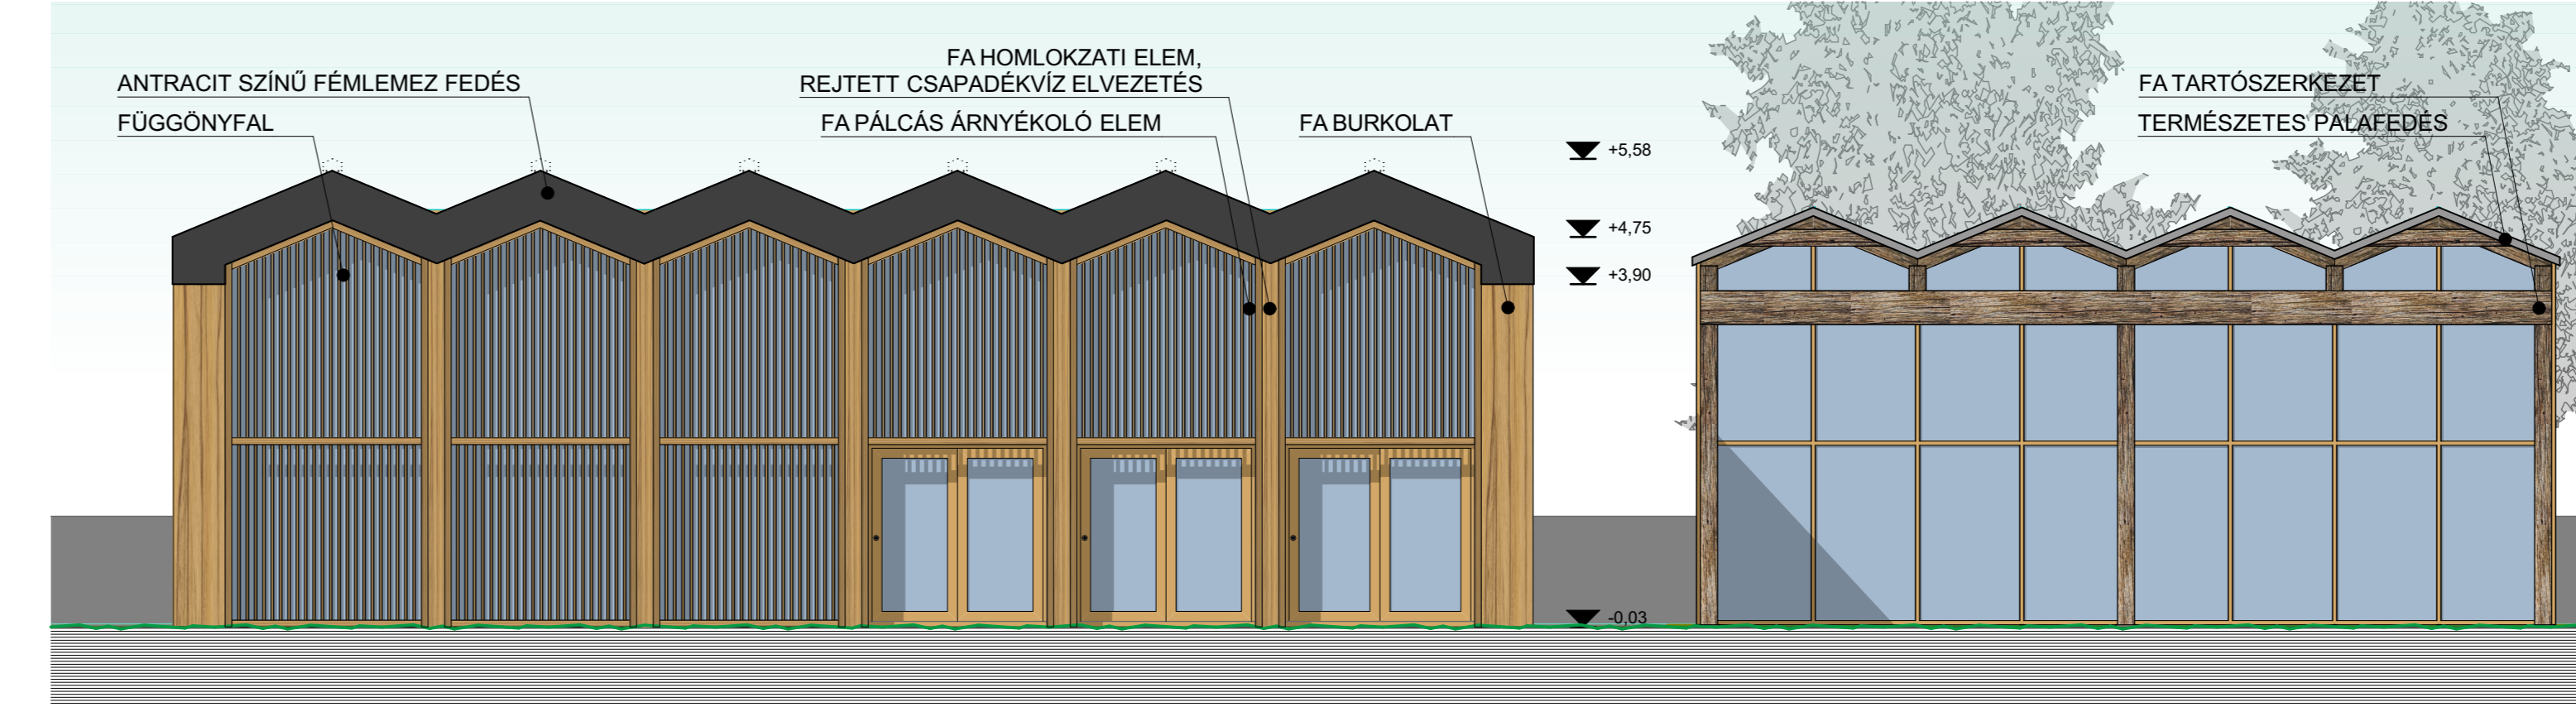 ANTRACIT SZÍNŰ FÉMLEMEZ FEDÉS
FÜGGÖNYFAL
FA HOMLOKZATI ELEM,
REJTETT CSAPADÉKVÍZ ELVEZETÉS
FA PÁLCÁS ÁRNYÉKOLÓ ELEM
FA BURKOLAT
+5,58
+4,75
+3,90
-0,03
FA TARTÓSZERKEZET
TERMÉSZETES PALAFEDÉS